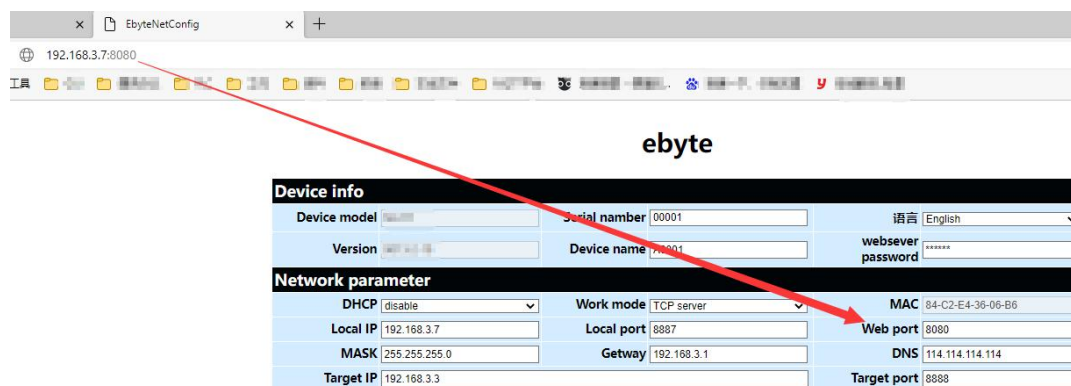 EbyteNetConfig
192.168.3.7:8080
工具
ebyte
Device info
Device model Serial namber 00001 语言 English
Version Device name A0001 websever password ******
Network parameter
DHCP disable Work mode TCP server MAC 84-C2-E4-36-06-B6
Local IP 192.168.3.7 Local port 8887 Web port 8080
MASK 255.255.255.0 Getway 192.168.3.1 DNS 114.114.114.114
Target IP 192.168.3.3 Target port 8888